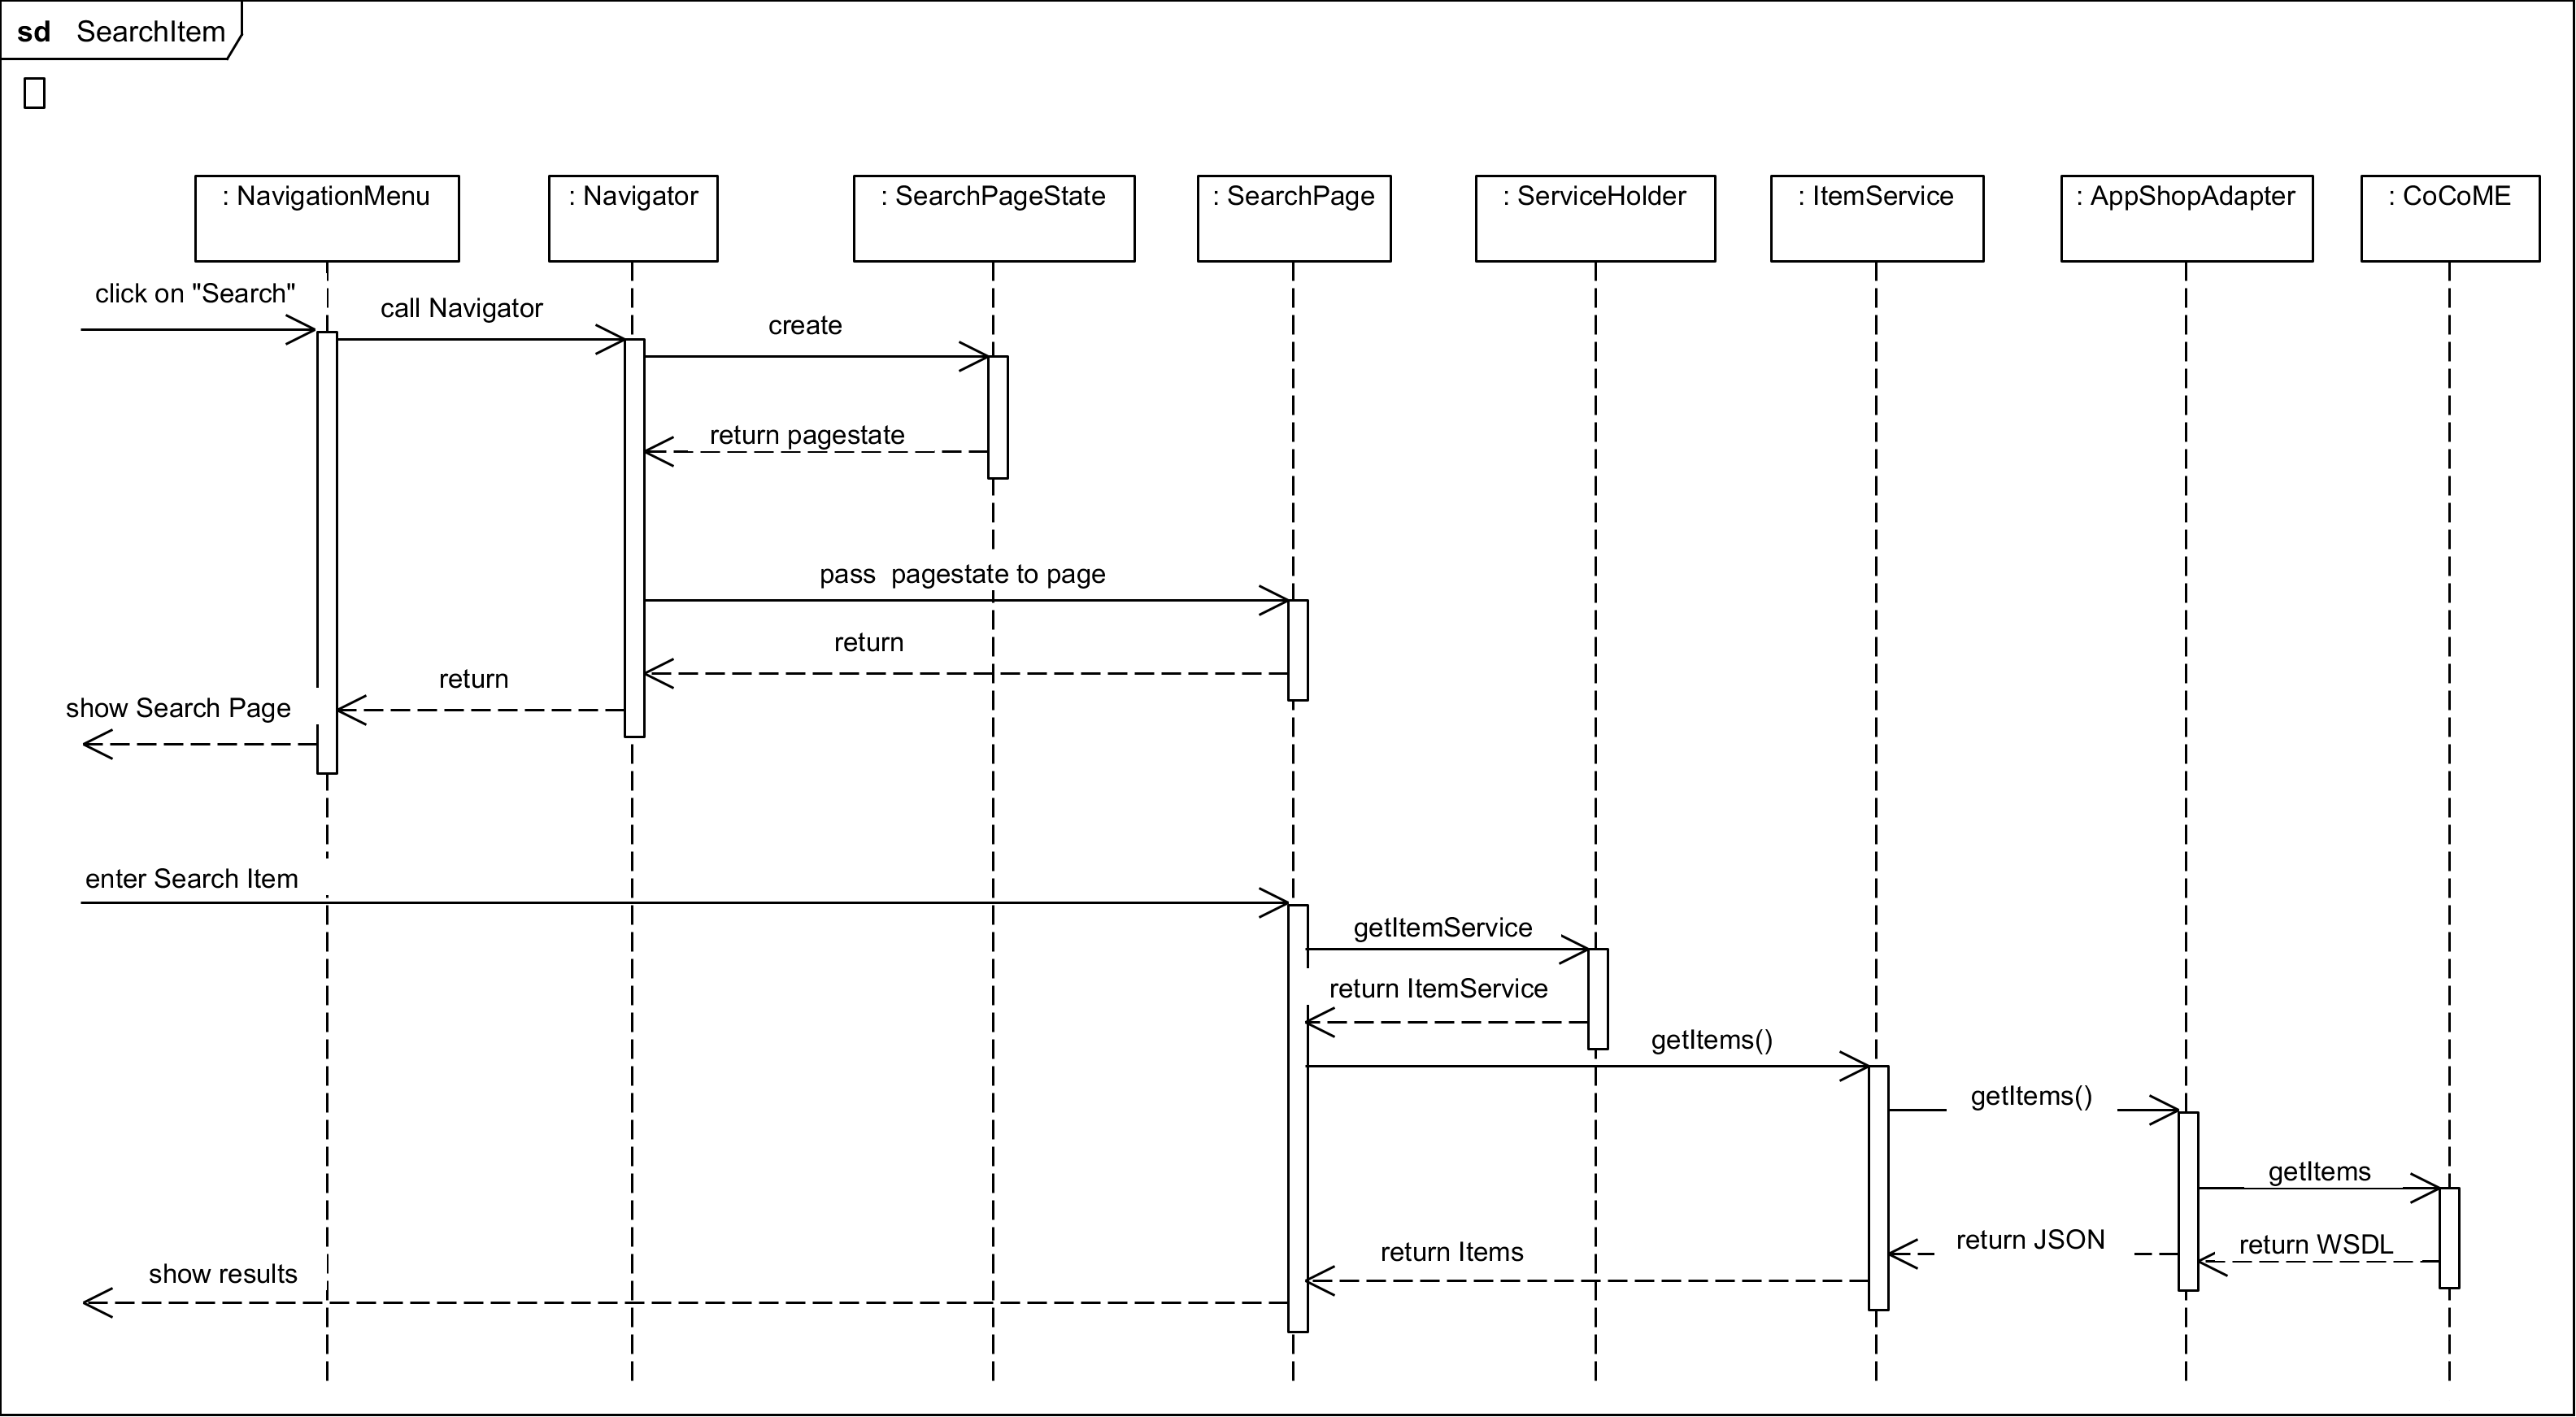 sd SearchItem
: NavigationMenu
: Navigator
: SearchPageState
: SearchPage
: ServiceHolder
: ItemService
: AppShopAdapter
: CoCoME
click on "Search"
call Navigator
create
return pagestate
pass  pagestate to page
return
return
show Search Page
enter Search Item
getItemService
return ItemService
getItems()
getItems()
getItems
return JSON
return WSDL
return Items
show results